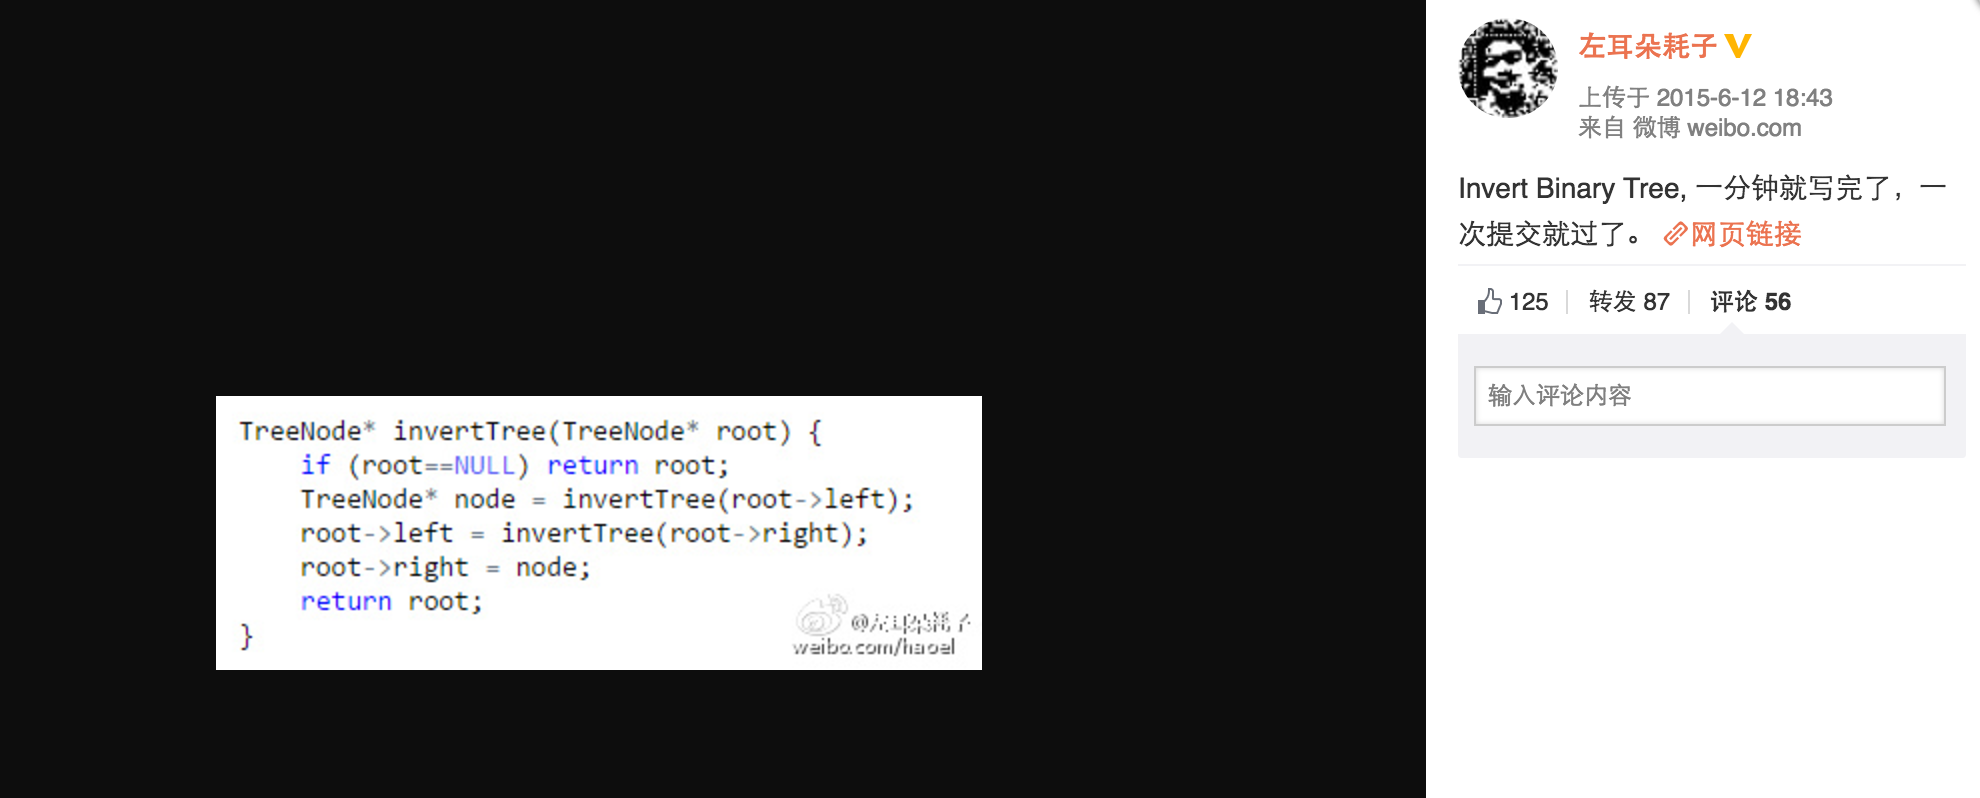 TreeNode* invertTree(TreeNode* root) {
    if (root==NULL) return root;
    TreeNode* node = invertTree(root->left);
    root->left = invertTree(root->right);
    root->right = node;
    return root;
}
@左耳朵耗子
weibo.com/haoel
左耳朵耗子
上传于 2015-6-12 18:43
来自 微博 weibo.com
Invert Binary Tree, 一分钟就写完了，一
次提交就过了。 网页链接
125 转发 87 评论 56
输入评论内容